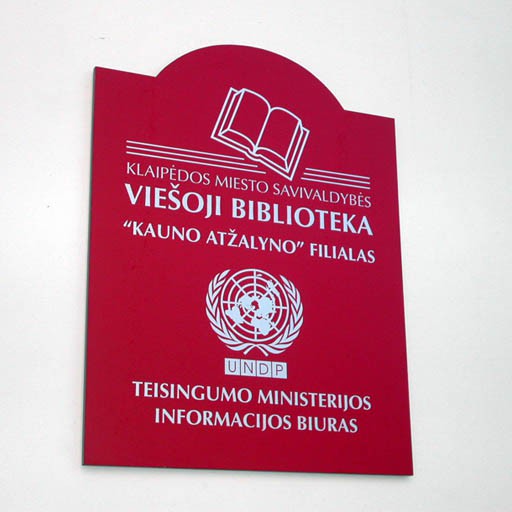 KLAIPĖDOS MIESTO SAVIVALDYBĖS
VIEŠOJI BIBLIOTEKA
“KAUNO ATŽALYNO” FILIALAS
UNDP
TEISINGUMO MINISTERIJOS
INFORMACIJOS BIURAS